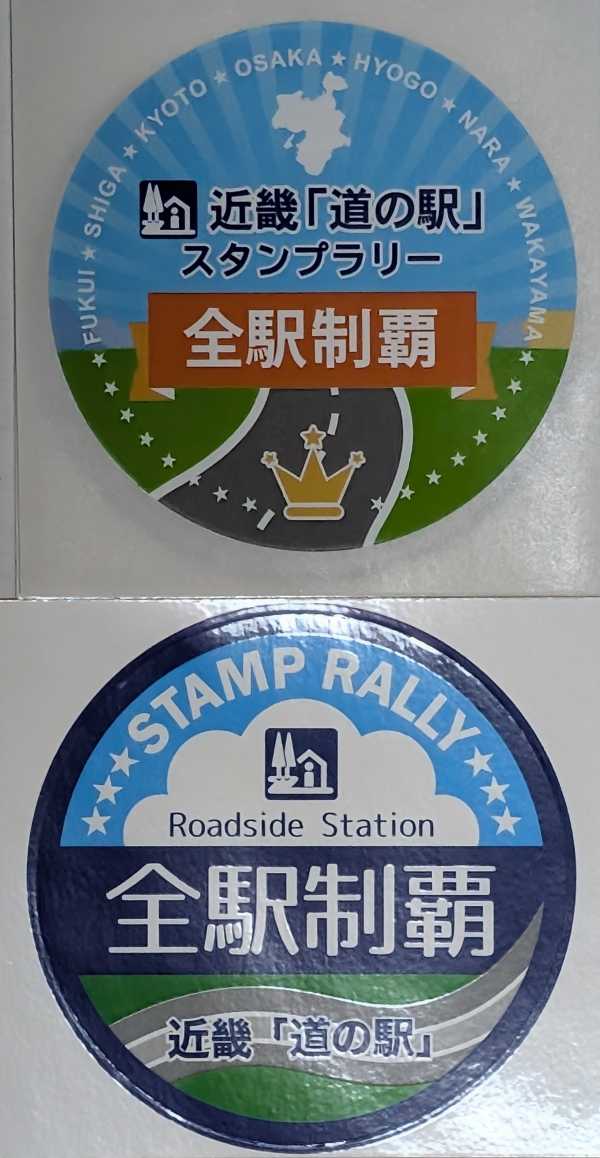 FUKUI ★ SHIGA ★ KYOTO ★ OSAKA ★ HYOGO ★ NARA ★ WAKAYAMA
近畿「道の駅」
スタンプラリー
全駅制覇
STAMP RALLY
Roadside Station
全駅制覇
近畿「道の駅」